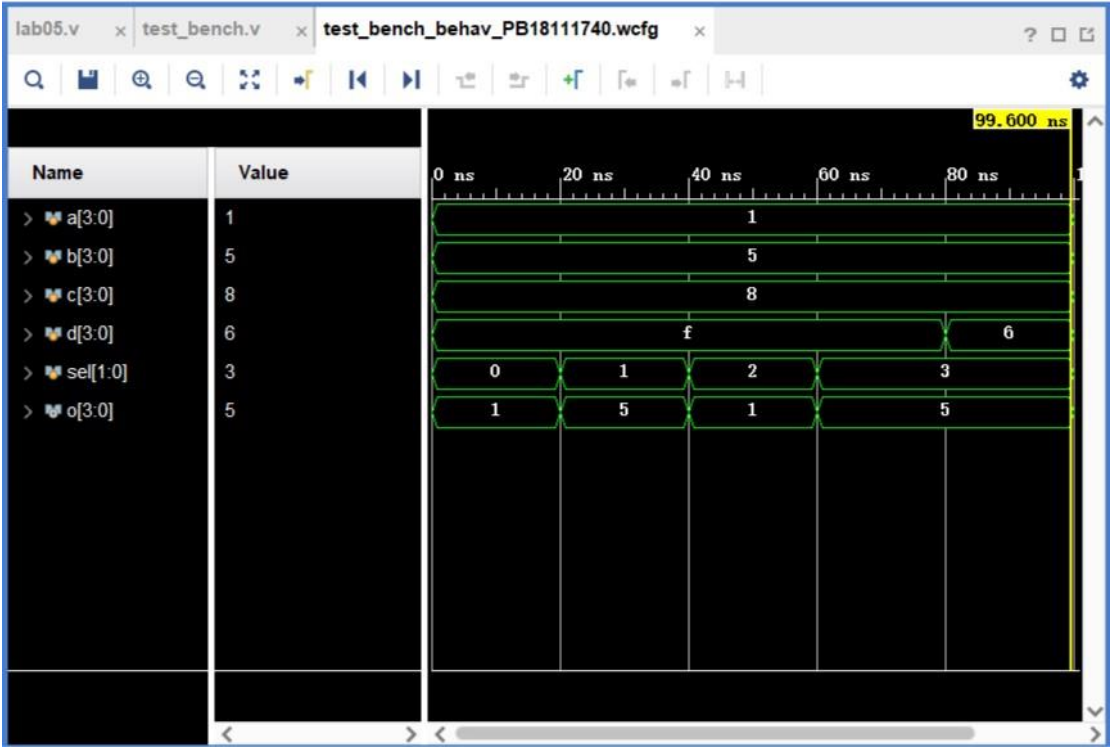 lab05.v × test_bench.v × test_bench_behav_PB18111740.wcfg ×
99.600 ns
Name Value 0 ns 20 ns 40 ns 60 ns 80 ns 1
a[3:0] 1 1
b[3:0] 5 5
c[3:0] 8 8
d[3:0] 6 f 6
sel[1:0] 3 0 1 2 3
o[3:0] 5 1 5 1 5